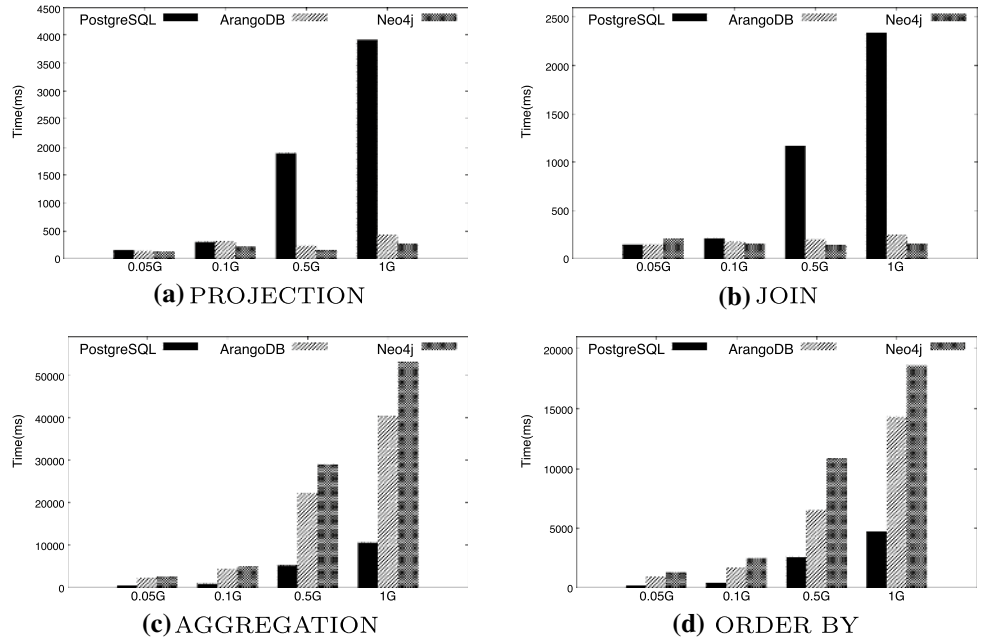 PostgreSQL ArangoDB Neo4j
Time(ms)
4500
4000
3500
3000
2500
2000
1500
1000
500
0
0.05G 0.1G 0.5G 1G
(a) PROJECTION
PostgreSQL ArangoDB Neo4j
Time(ms)
2500
2000
1500
1000
500
0
0.05G 0.1G 0.5G 1G
(b) JOIN
PostgreSQL ArangoDB Neo4j
Time(ms)
50000
40000
30000
20000
10000
0
0.05G 0.1G 0.5G 1G
(c) AGGREGATION
PostgreSQL ArangoDB Neo4j
Time(ms)
20000
15000
10000
5000
0
0.05G 0.1G 0.5G 1G
(d) ORDER BY